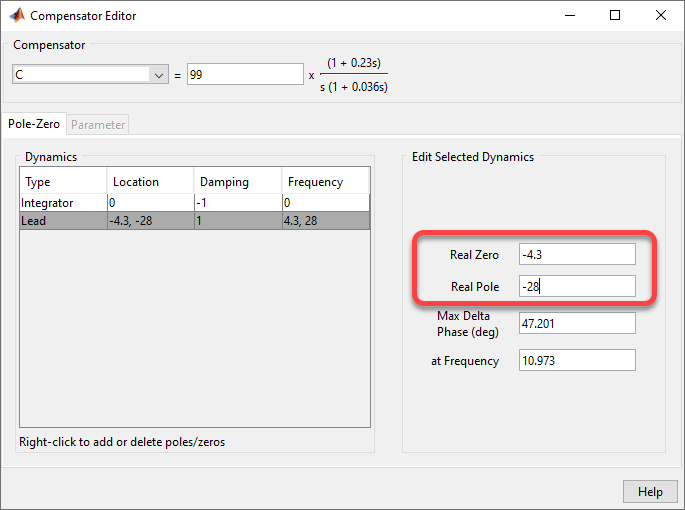 Compensator Editor
Compensator
C = 99 x (1 + 0.23s)
s (1 + 0.036s)
Pole-Zero Parameter
Dynamics
Type Location Damping Frequency
Integrator 0 -1 0
Lead -4.3, -28 1 4.3, 28
Right-click to add or delete poles/zeros
Edit Selected Dynamics
Real Zero -4.3
Real Pole -28
Max Delta
Phase (deg) 47.201
at Frequency 10.973
Help